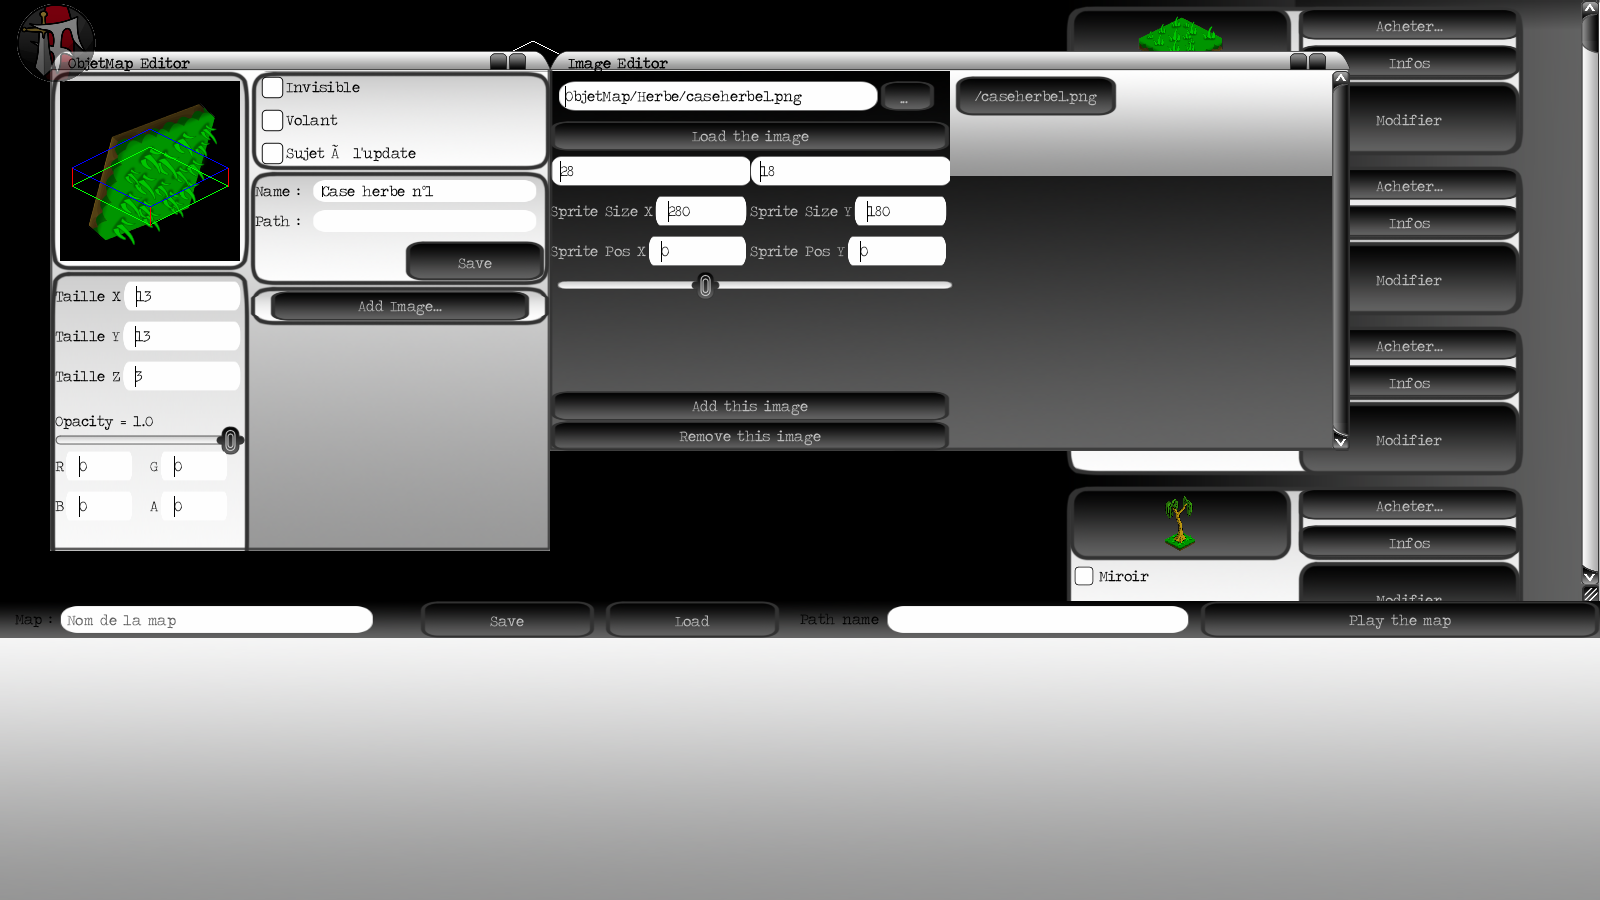 ObjetMap Editor
Invisible
Volant
Sujet Ã  l'update
Name :
Case herbe n°1
Path :
Save
Add Image...
Taille X
13
Taille Y
13
Taille Z
3
Opacity = 1.0
R
0
G
0
B
0
A
0
Image Editor
ObjetMap/Herbe/caseherbe1.png
...
Load the image
28
18
Sprite Size X
280
Sprite Size Y
180
Sprite Pos X
0
Sprite Pos Y
0
Add this image
Remove this image
/caseherbe1.png
Acheter...
Infos
Modifier
Acheter...
Infos
Modifier
Acheter...
Infos
Modifier
Acheter...
Infos
Miroir
Modifier
Map :
Nom de la map
Save
Load
Path name
Play the map